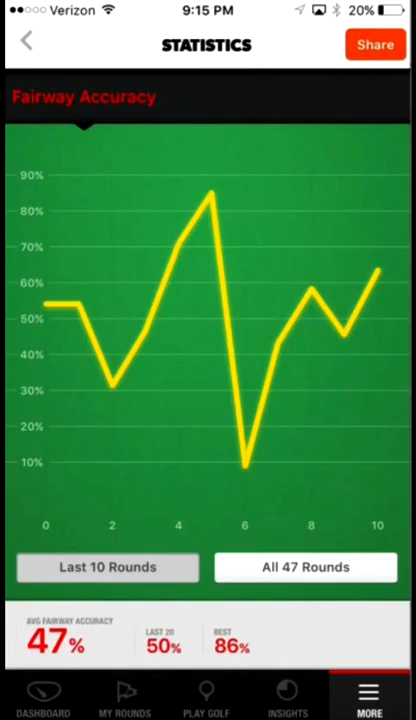 Verizon 9:15 PM 20%
STATISTICS Share
Fairway Accuracy
90%
80%
70%
60%
50%
40%
30%
20%
10%
0 2 4 6 8 10
Last 10 Rounds All 47 Rounds
AVG FAIRWAY ACCURACY
47%
LAST 20
50%
BEST
86%
DASHBOARD MY ROUNDS PLAY GOLF INSIGHTS MORE